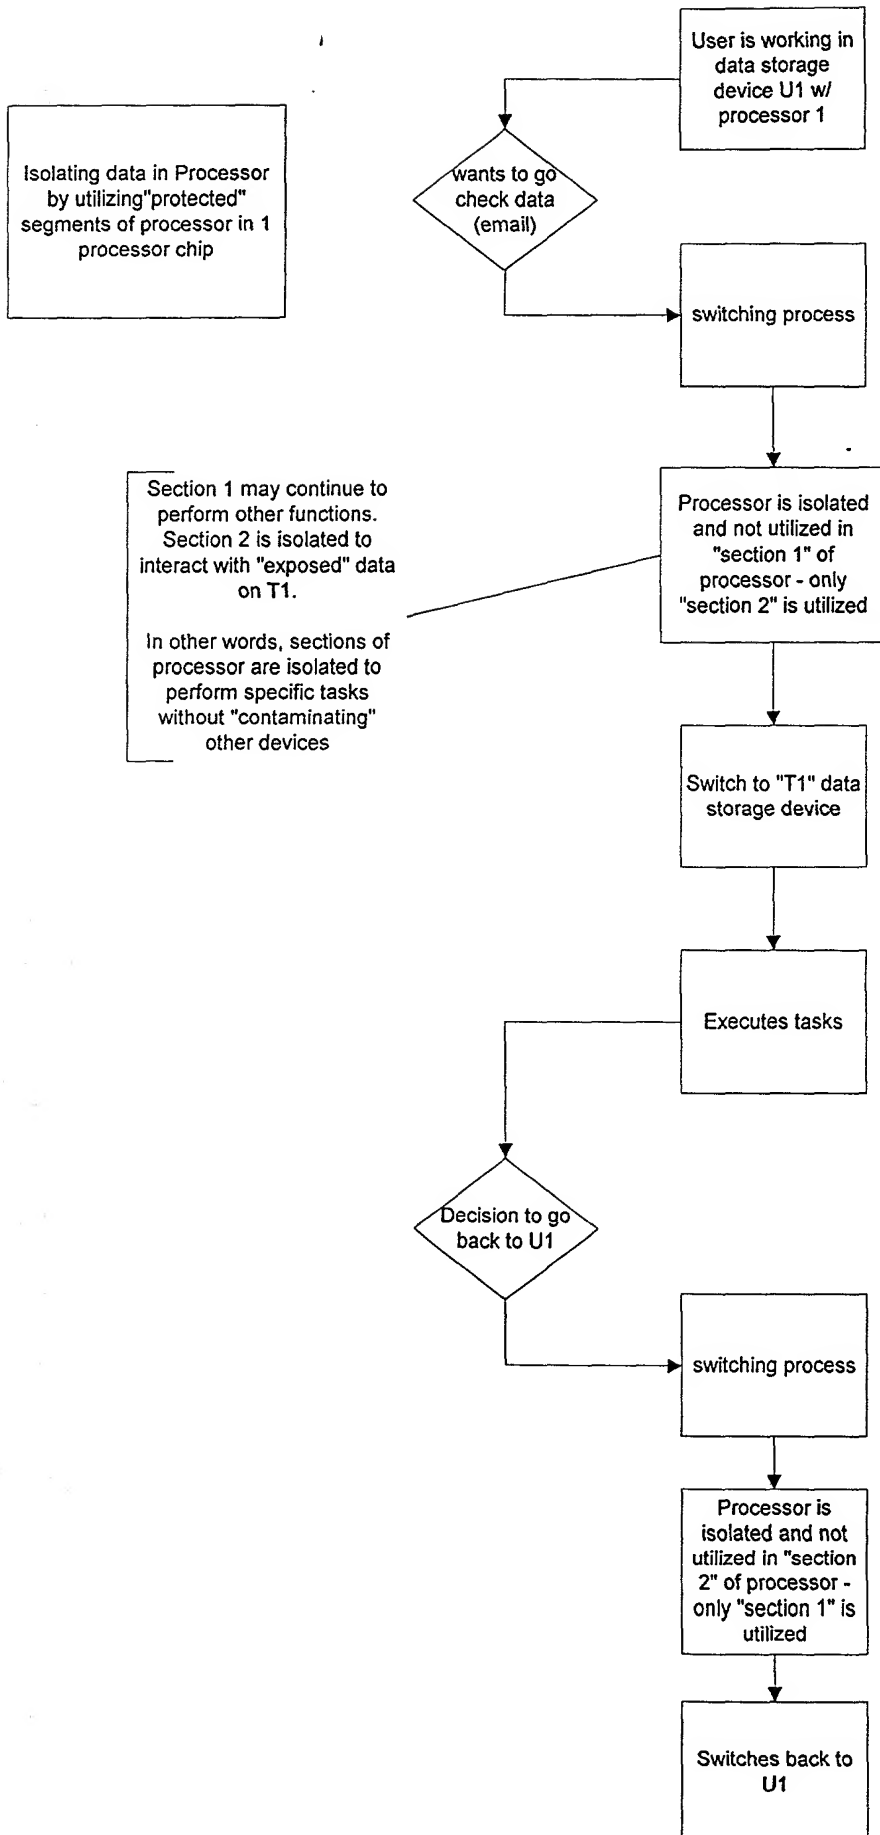 User is working in
data storage
device U1 w/
processor 1
Isolating data in Processor
by utilizing"protected"
segments of processor in 1
processor chip
wants to go
check data
(email)
switching process
Section 1 may continue to
perform other functions.
Section 2 is isolated to
interact with "exposed" data
on T1.
In other words, sections of
processor are isolated to
perform specific tasks
without "contaminating"
other devices
Processor is isolated
and not utilized in
"section 1" of
processor - only
"section 2" is utilized
Switch to "T1" data
storage device
Executes tasks
Decision to go
back to U1
switching process
Processor is
isolated and not
utilized in "section
2" of processor -
only "section 1" is
utilized
Switches back to
U1